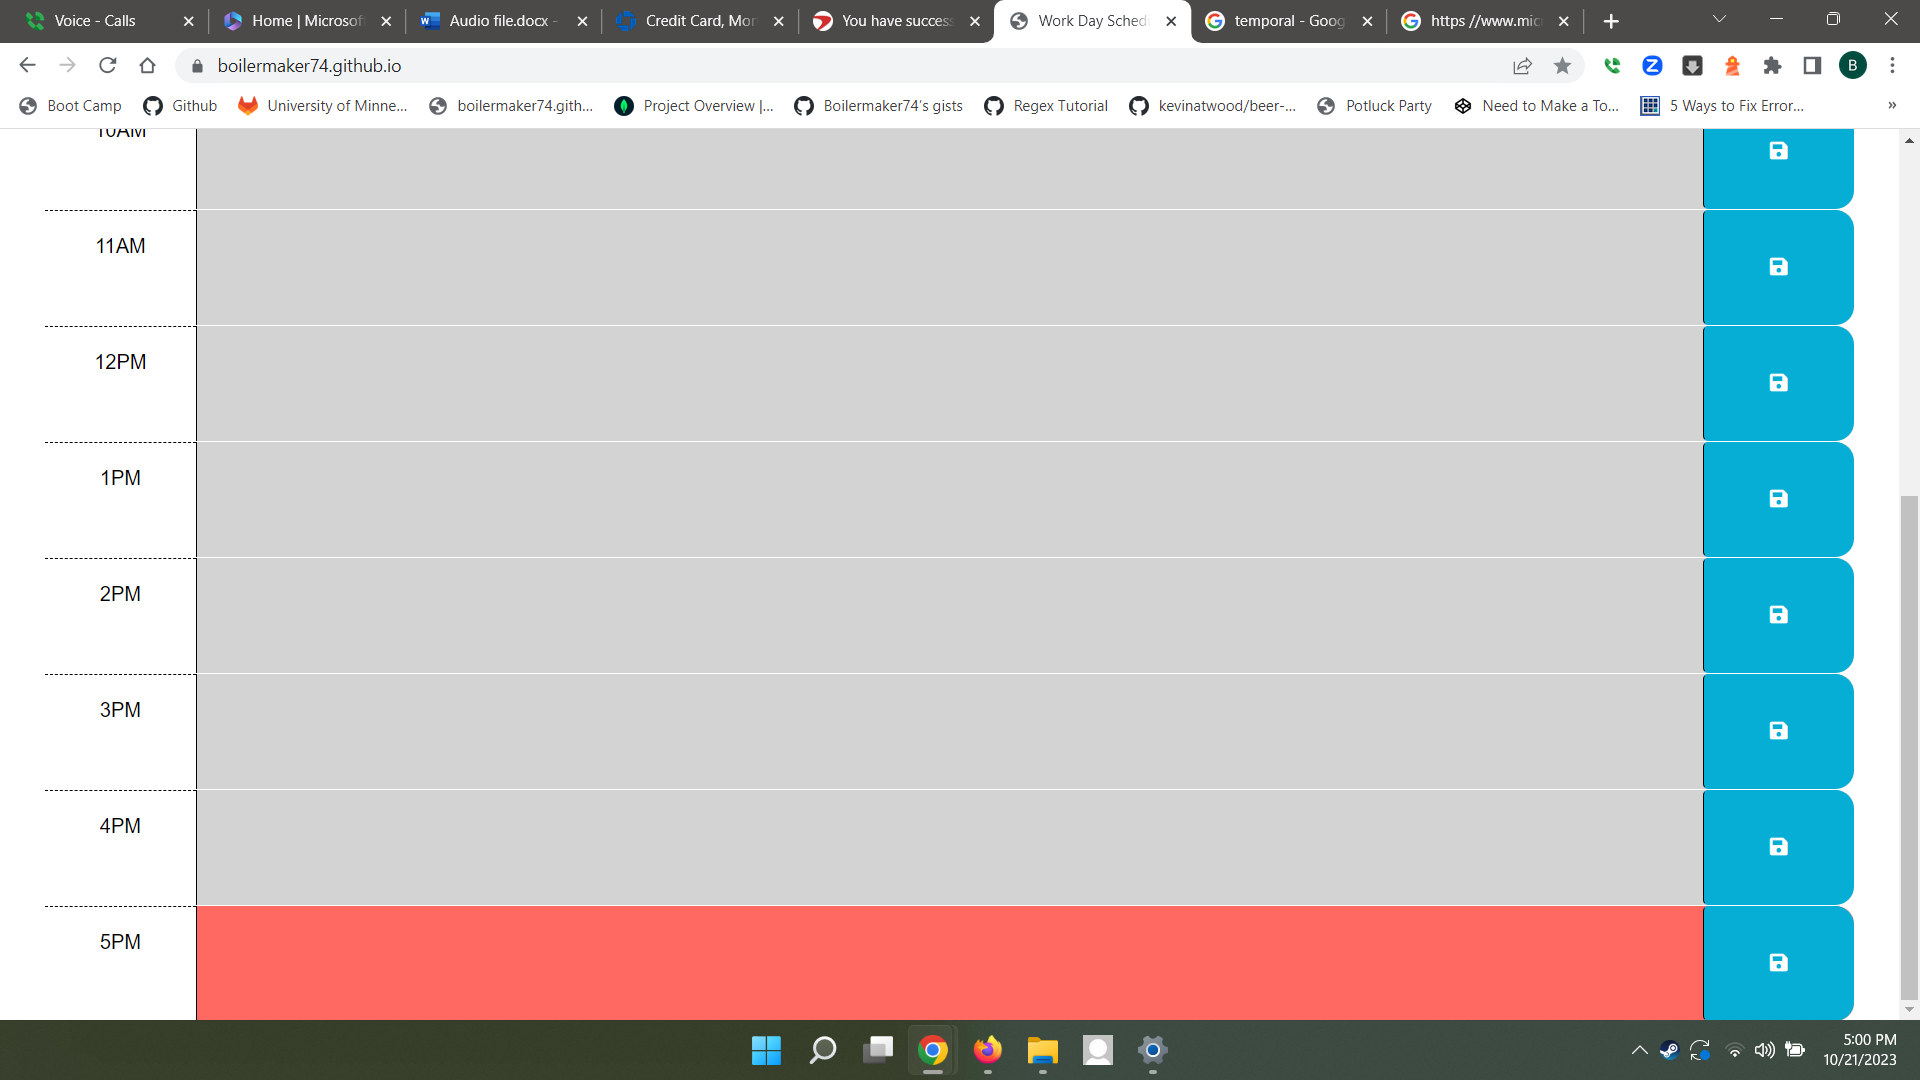 Voice - Calls
Home | Microsoft
Audio file.docx -
Credit Card, Mor
You have success
Work Day Schedu
temporal - Goog
https //www.mic
boilermaker74.github.io
B
Boot Camp
Github
University of Minne...
boilermaker74.gith...
Project Overview |...
Boilermaker74's gists
Regex Tutorial
kevinatwood/beer-...
Potluck Party
Need to Make a To...
5 Ways to Fix Error...
»
10AM
11AM
12PM
1PM
2PM
3PM
4PM
5PM
5:00 PM
10/21/2023